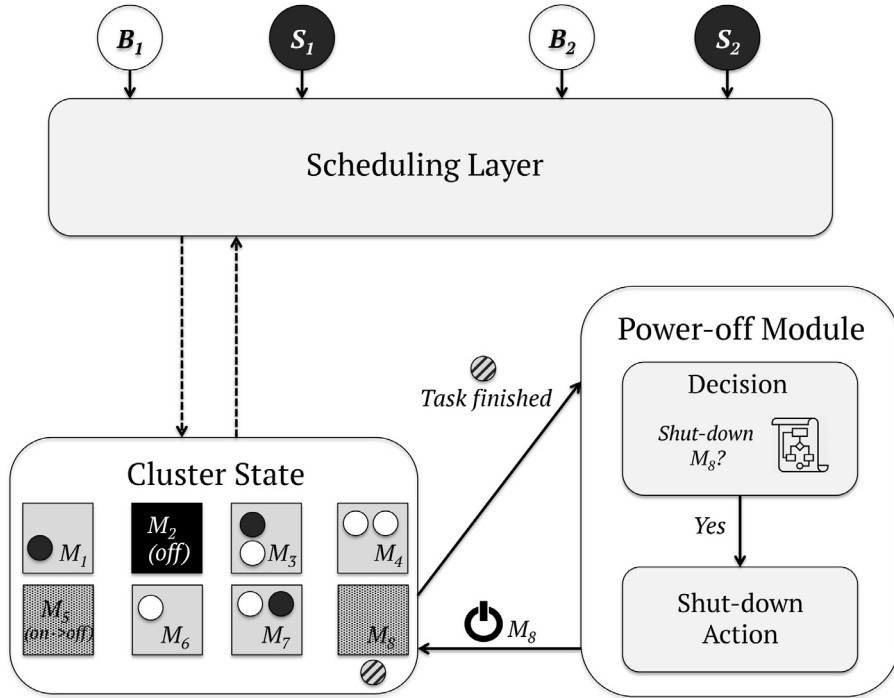 B1
S1
B2
S2
Scheduling Layer
Power-off Module
Decision
Shut-down
M8?
Yes
Shut-down
Action
Task finished
M8
Cluster State
M1
M2
(off)
M3
M4
M5
(on->off)
M6
M7
M8